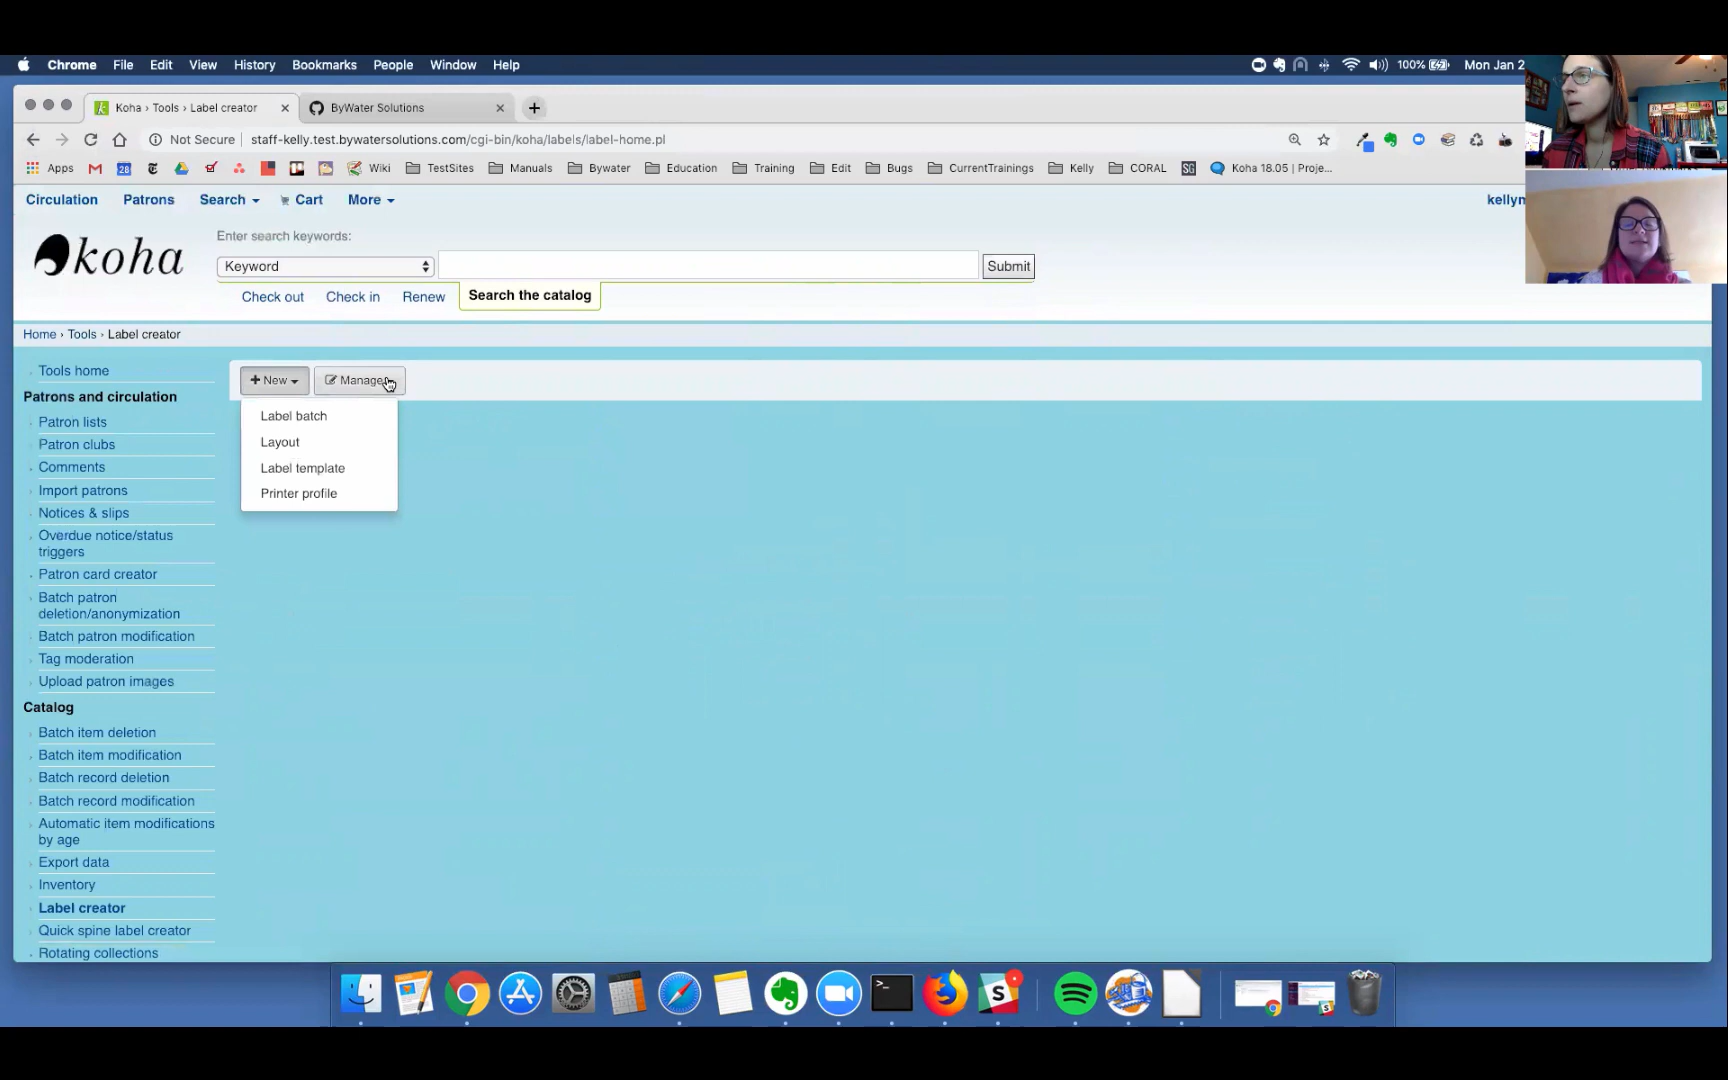 Chrome File Edit View History Bookmarks People Window Help 100% Mon Jan 2
Koha › Tools › Label creator ByWater Solutions
Not Secure staff-kelly.test.bywatersolutions.com/cgi-bin/koha/labels/label-home.pl
Apps 28 Wiki TestSites Manuals Bywater Education Training Edit Bugs CurrentTrainings Kelly CORAL SG Koha 18.05 | Proje...
Circulation Patrons Search Cart More kellyn
Enter search keywords:
koha
Keyword Submit
Check out Check in Renew Search the catalog
Home › Tools › Label creator
+ New Manage
Label batch
Layout
Label template
Printer profile
Tools home
Patrons and circulation
Patron lists
Patron clubs
Comments
Import patrons
Notices & slips
Overdue notice/status
triggers
Patron card creator
Batch patron
deletion/anonymization
Batch patron modification
Tag moderation
Upload patron images
Catalog
Batch item deletion
Batch item modification
Batch record deletion
Batch record modification
Automatic item modifications
by age
Export data
Inventory
Label creator
Quick spine label creator
Rotating collections